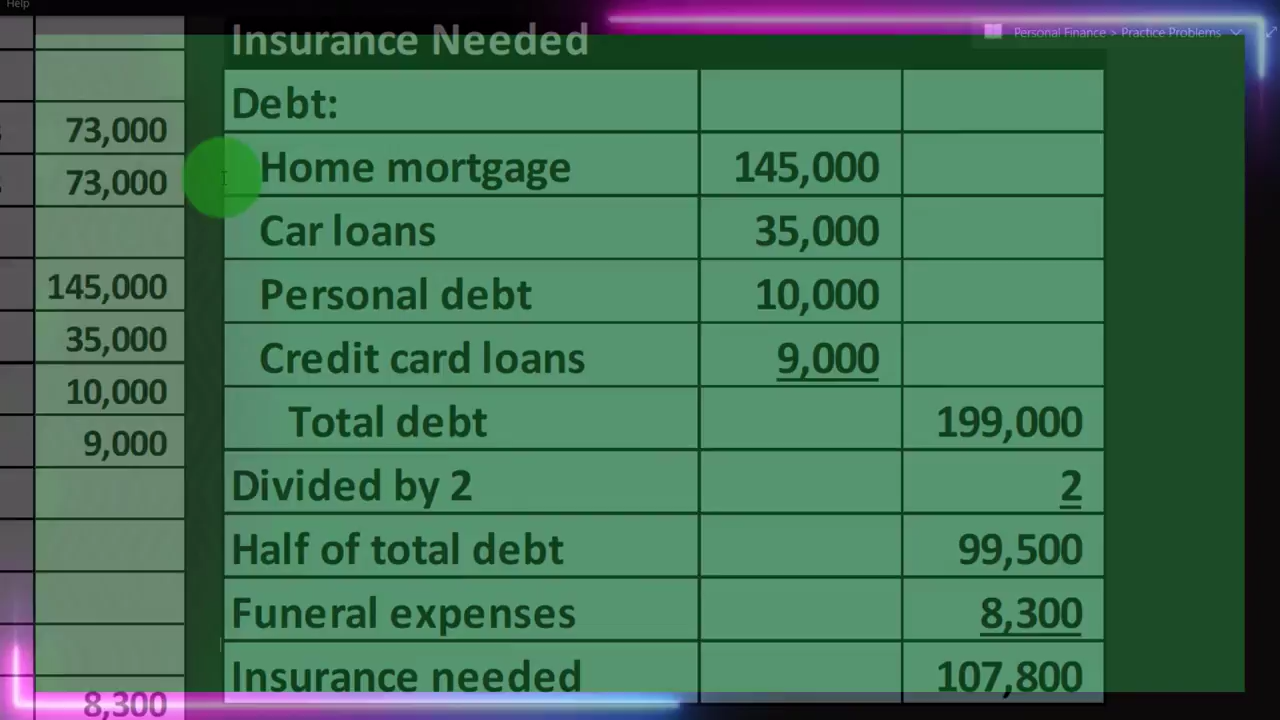 Help
Personal Finance > Practice Problems
73,000
73,000
145,000
35,000
10,000
9,000
8,300
Insurance Needed
Debt:
Home mortgage 145,000
Car loans 35,000
Personal debt 10,000
Credit card loans 9,000
Total debt 199,000
Divided by 2 2
Half of total debt 99,500
Funeral expenses 8,300
Insurance needed 107,800